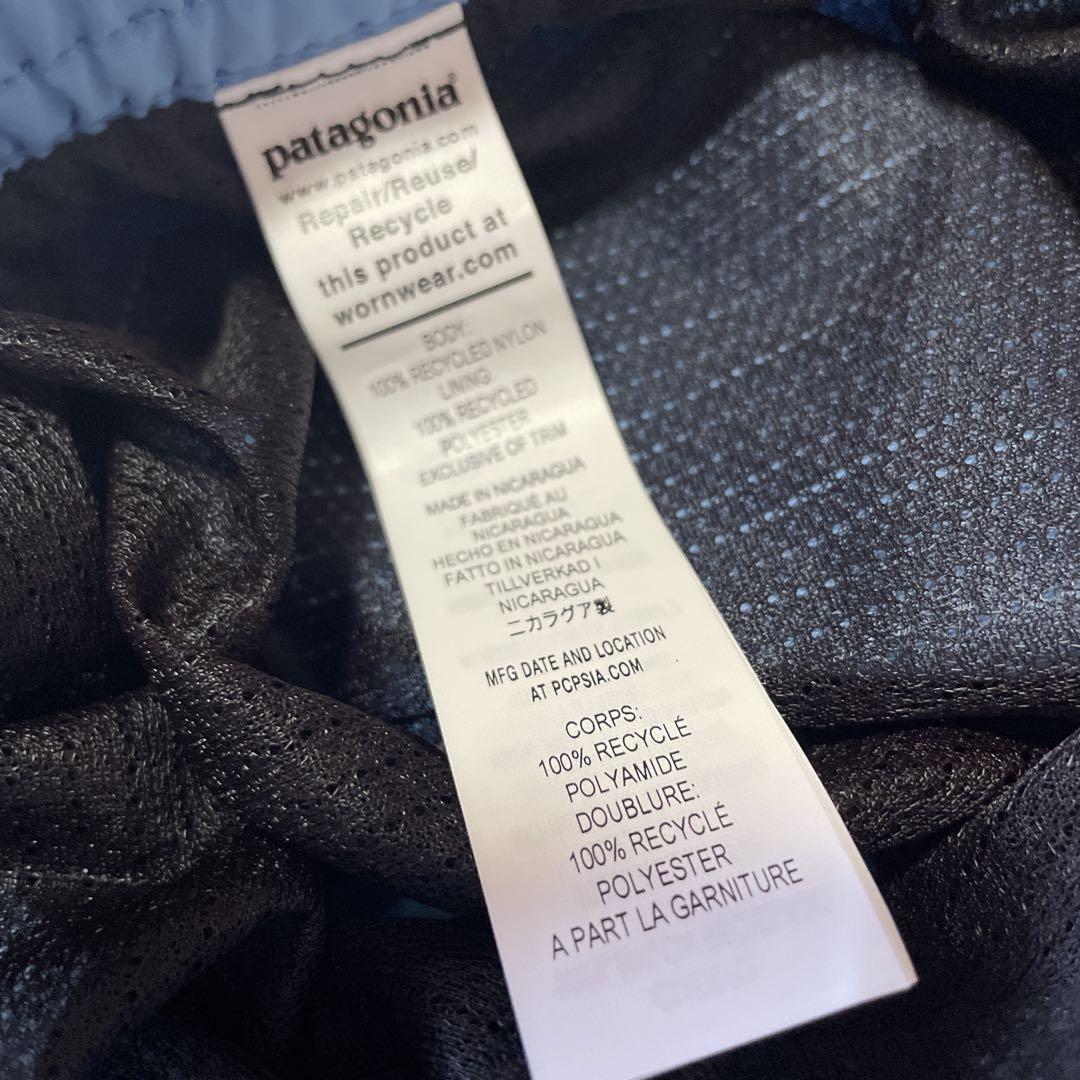 patagonia®
www.patagonia.com
Repair/Reuse/
Recycle
this product at
wornwear.com
BODY:
100% RECYCLED NYLON
LINING:
100% RECYCLED
POLYESTER
EXCLUSIVE OF TRIM
MADE IN NICARAGUA
FABRIQUÉ AU
NICARAGUA
HECHO EN NICARAGUA
FATTO IN NICARAGUA
TILLVERKAD I
NICARAGUA
ニカラグア製
MFG DATE AND LOCATION
AT PCPSIA.COM
CORPS:
100% RECYCLÉ
POLYAMIDE
DOUBLURE:
100% RECYCLÉ
POLYESTER
A PART LA GARNITURE